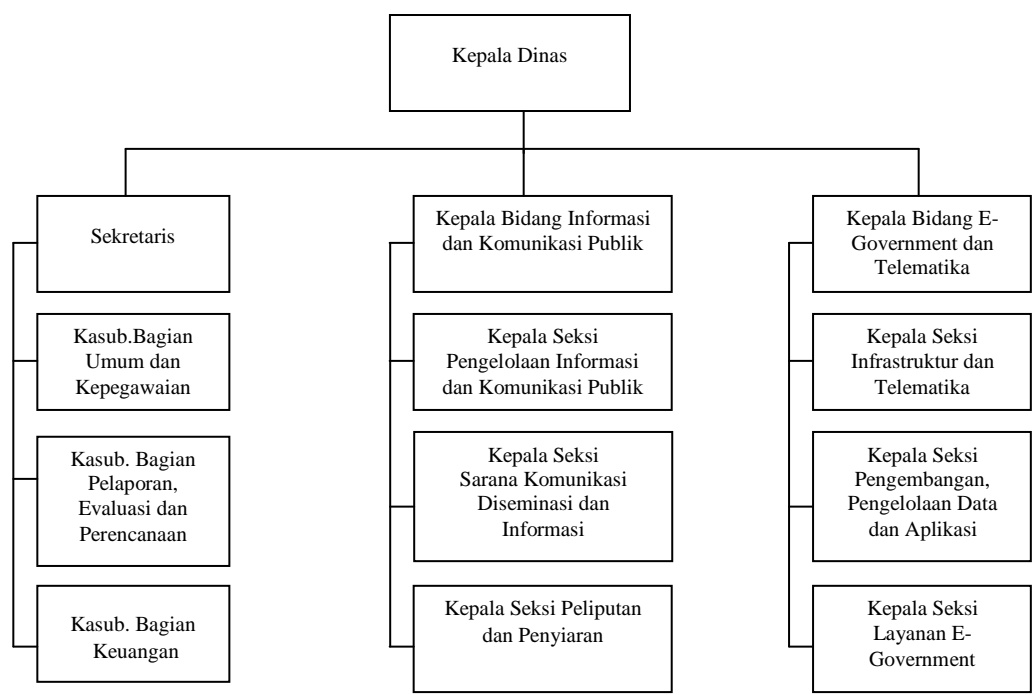 Kepala Dinas
Sekretaris
Kasub.Bagian
Umum dan
Kepegawaian
Kasub. Bagian
Pelaporan,
Evaluasi dan
Perencanaan
Kasub. Bagian
Keuangan
Kepala Bidang Informasi
dan Komunikasi Publik
Kepala Seksi
Pengelolaan Informasi
dan Komunikasi Publik
Kepala Seksi
Sarana Komunikasi
Diseminasi dan
Informasi
Kepala Seksi Peliputan
dan Penyiaran
Kepala Bidang E-
Government dan
Telematika
Kepala Seksi
Infrastruktur dan
Telematika
Kepala Seksi
Pengembangan,
Pengelolaan Data
dan Aplikasi
Kepala Seksi
Layanan E-
Government